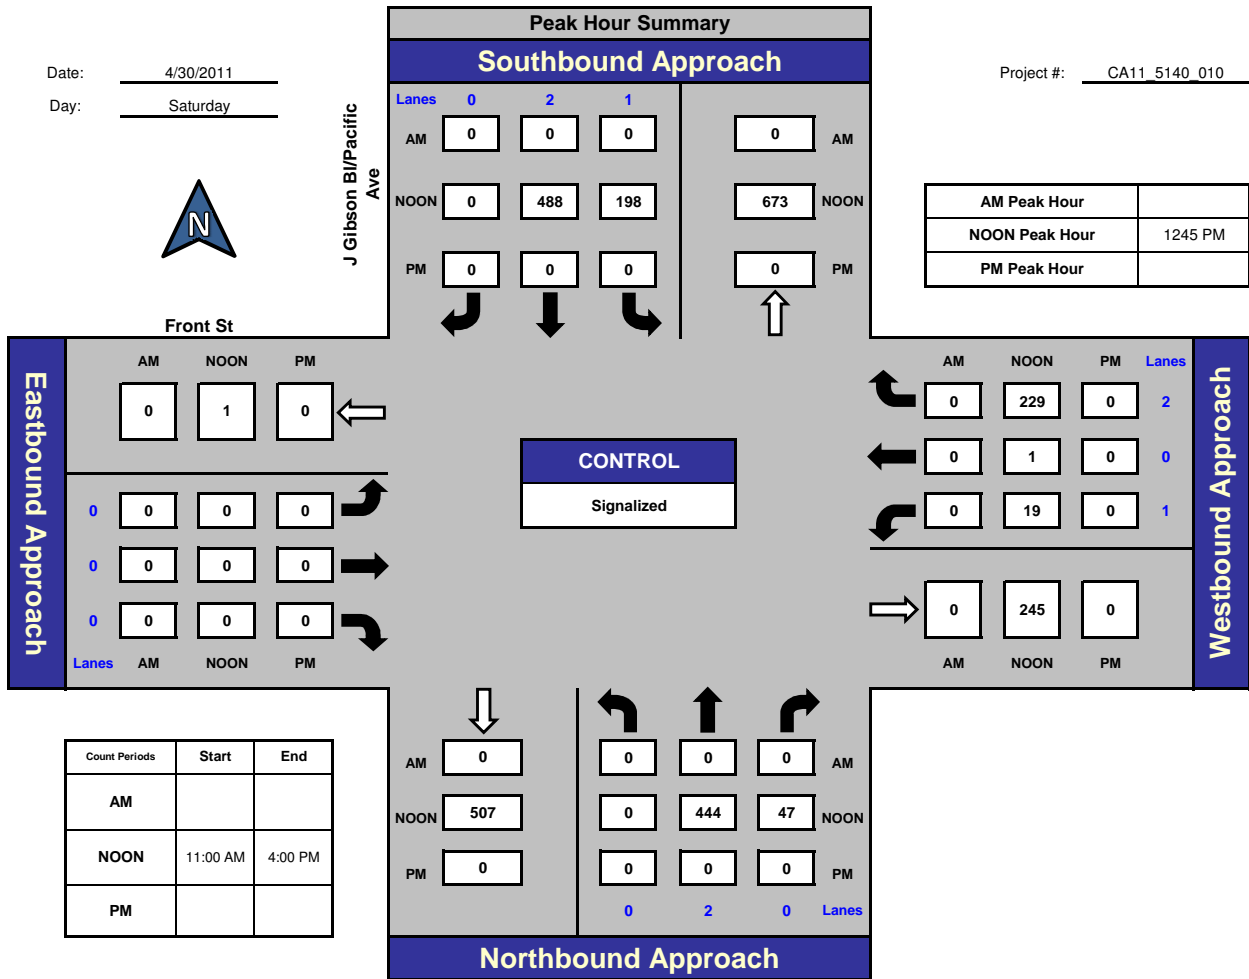 Peak Hour Summary
Southbound Approach
Date: 4/30/2011
Day: Saturday
Project #: CA11_5140_010
J Gibson Bl/Pacific
Ave
N
Lanes 0 2 1
AM 0 0 0 0 AM
NOON 0 488 198 673 NOON
PM 0 0 0 0 PM
AM Peak Hour
NOON Peak Hour 1245 PM
PM Peak Hour
Front St
Eastbound Approach
AM NOON PM
0 1 0
0 0 0 0
0 0 0 0
0 0 0 0
Lanes AM NOON PM
CONTROL
Signalized
Westbound Approach
AM NOON PM Lanes
0 229 0 2
0 1 0 0
0 19 0 1
0 245 0
AM NOON PM
Count Periods Start End
AM
NOON 11:00 AM 4:00 PM
PM
AM 0 0 0 0 AM
NOON 507 0 444 47 NOON
PM 0 0 0 0 PM
0 2 0 Lanes
Northbound Approach